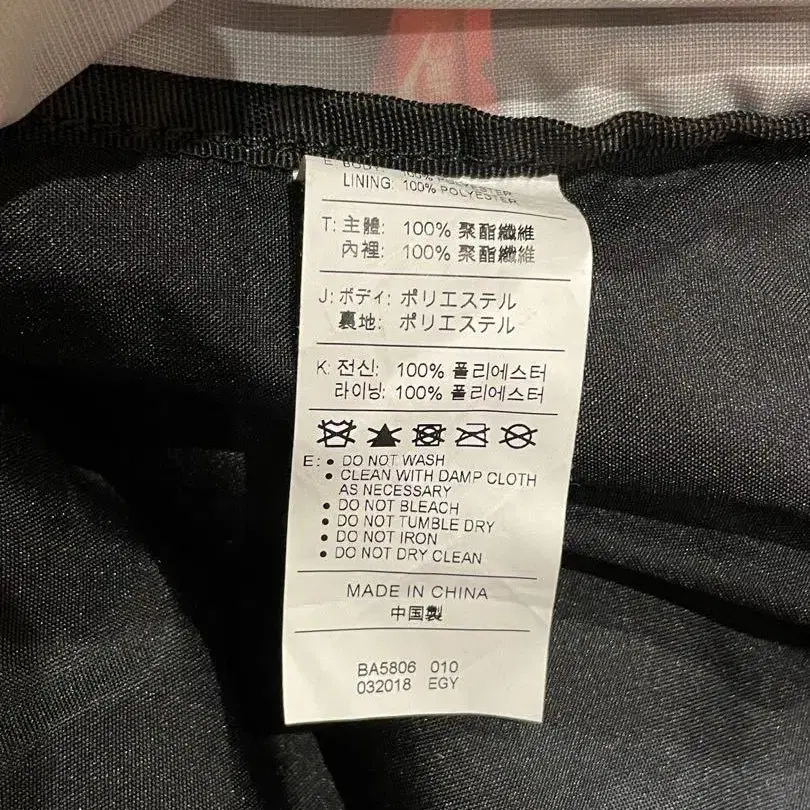 E: BODY: 100% POLYESTER
LINING: 100% POLYESTER
T: 主體: 100% 聚酯纖維
內裡: 100% 聚酯纖維
J: ボディ: ポリエステル
裏地: ポリエステル
K: 전신: 100% 폴리에스터
라이닝: 100% 폴리에스터
E: • DO NOT WASH
• CLEAN WITH DAMP CLOTH
AS NECESSARY
• DO NOT BLEACH
• DO NOT TUMBLE DRY
• DO NOT IRON
• DO NOT DRY CLEAN
MADE IN CHINA
中国製
BA5806 010
032018 EGY